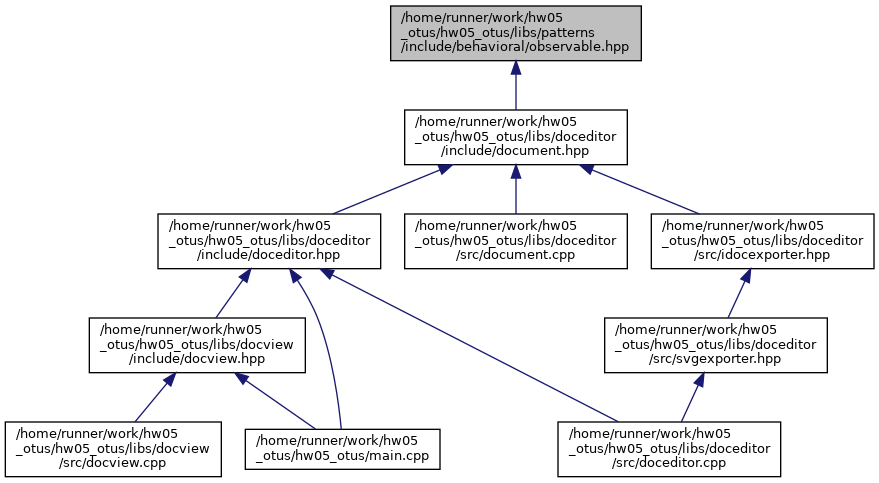 /home/runner/work/hw05
_otus/hw05_otus/libs/patterns
/include/behavioral/observable.hpp
/home/runner/work/hw05
_otus/hw05_otus/libs/doceditor
/include/document.hpp
/home/runner/work/hw05
_otus/hw05_otus/libs/doceditor
/include/doceditor.hpp
/home/runner/work/hw05
_otus/hw05_otus/libs/doceditor
/src/document.cpp
/home/runner/work/hw05
_otus/hw05_otus/libs/doceditor
/src/idocexporter.hpp
/home/runner/work/hw05
_otus/hw05_otus/libs/docview
/include/docview.hpp
/home/runner/work/hw05
_otus/hw05_otus/libs/doceditor
/src/svgexporter.hpp
/home/runner/work/hw05
_otus/hw05_otus/libs/docview
/src/docview.cpp
/home/runner/work/hw05
_otus/hw05_otus/main.cpp
/home/runner/work/hw05
_otus/hw05_otus/libs/doceditor
/src/doceditor.cpp